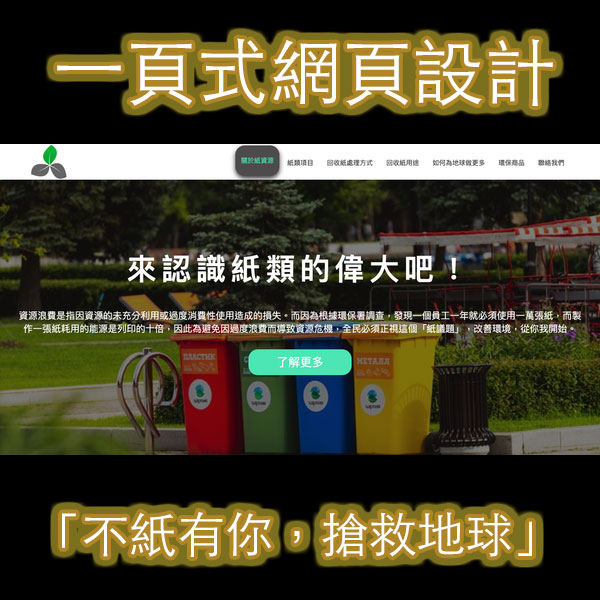 一頁式網頁設計
關於紙資源 紙類項目 回收紙處理方式 回收紙用途 如何為地球做更多 環保商品 聯絡我們
來認識紙類的偉大吧！
資源浪費是指因資源的未充分利用或過度消費性使用造成的損失。而因為根據環保署調查，發現一個員工一年就必須使用一萬張紙，而製
作一張紙耗用的能源是列印的十倍，因此為避免因過度浪費而導致資源危機，全民必須正視這個「紙議題」，改善環境，從你我開始。
ПЛАСТИК
МЕТАЛЛ
了解更多
「不紙有你，搶救地球」